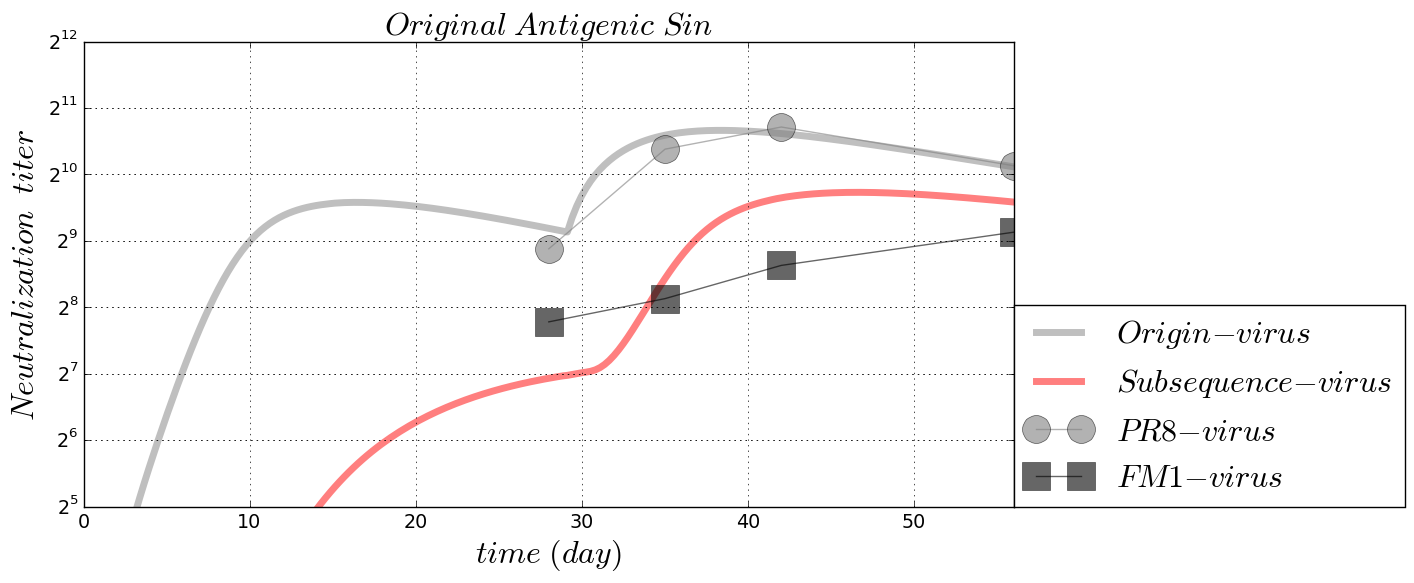 Original Antigenic Sin
Neutralization titer
2^12
2^11
2^10
2^9
2^8
2^7
2^6
2^5
0 10 20 30 40 50
time (day)
Origin−virus
Subsequence−virus
PR8−virus
FM1−virus